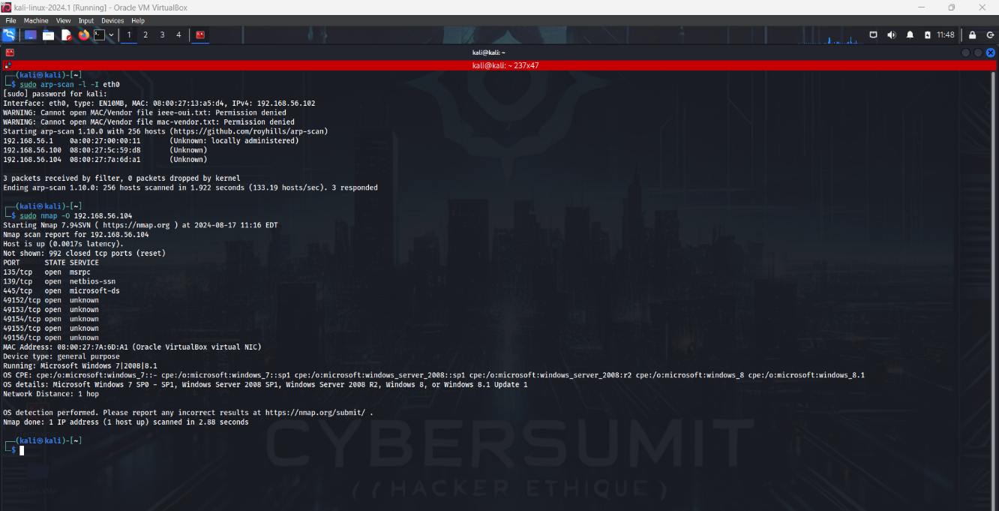 kali-linux-2024.1 [Running] - Oracle VM VirtualBox
File Machine View Input Devices Help
1 2 3 4 11:48
kali@kali: ~
kali@kali: ~ 237x47
┌──(kali㉿kali)-[~]
└─$ sudo arp-scan -l -I eth0
[sudo] password for kali:
Interface: eth0, type: EN10MB, MAC: 08:00:27:13:a5:d4, IPv4: 192.168.56.102
WARNING: Cannot open MAC/Vendor file ieee-oui.txt: Permission denied
WARNING: Cannot open MAC/Vendor file mac-vendor.txt: Permission denied
Starting arp-scan 1.10.0 with 256 hosts (https://github.com/royhills/arp-scan)
192.168.56.1 0a:00:27:00:00:11 (Unknown: locally administered)
192.168.56.100 08:00:27:5c:59:d8 (Unknown)
192.168.56.104 08:00:27:7a:6d:a1 (Unknown)
3 packets received by filter, 0 packets dropped by kernel
Ending arp-scan 1.10.0: 256 hosts scanned in 1.922 seconds (133.19 hosts/sec). 3 responded
┌──(kali㉿kali)-[~]
└─$ sudo nmap -O 192.168.56.104
Starting Nmap 7.94SVN ( https://nmap.org ) at 2024-08-17 11:16 EDT
Nmap scan report for 192.168.56.104
Host is up (0.0017s latency).
Not shown: 992 closed tcp ports (reset)
PORT STATE SERVICE
135/tcp open msrpc
139/tcp open netbios-ssn
445/tcp open microsoft-ds
49152/tcp open unknown
49153/tcp open unknown
49154/tcp open unknown
49155/tcp open unknown
49156/tcp open unknown
MAC Address: 08:00:27:7A:6D:A1 (Oracle VirtualBox virtual NIC)
Device type: general purpose
Running: Microsoft Windows 7|2008|8.1
OS CPE: cpe:/o:microsoft:windows_7::- cpe:/o:microsoft:windows_7::sp1 cpe:/o:microsoft:windows_server_2008::sp1 cpe:/o:microsoft:windows_server_2008:r2 cpe:/o:microsoft:windows_8 cpe:/o:microsoft:windows_8.1
OS details: Microsoft Windows 7 SP0 - SP1, Windows Server 2008 SP1, Windows Server 2008 R2, Windows 8, or Windows 8.1 Update 1
Network Distance: 1 hop
OS detection performed. Please report any incorrect results at https://nmap.org/submit/ .
Nmap done: 1 IP address (1 host up) scanned in 2.88 seconds
┌──(kali㉿kali)-[~]
└─$
CYBERSUMIT
((HACKER ETHIQUE))